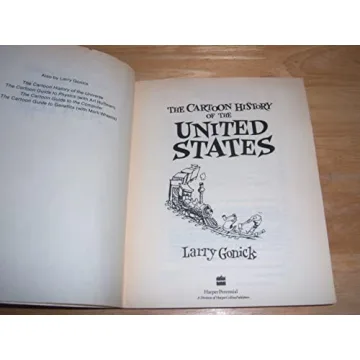 Also by Larry Gonick
The Cartoon History of the Universe
The Cartoon Guide to Physics (with Art Huffman)
The Cartoon Guide to the Computer
The Cartoon Guide to Genetics (with Mark Wheelis)
THE CARTOON HISTORY
OF THE
UNITED
STATES
Larry Gonick
Harper Perennial
A Division of HarperCollinsPublishers